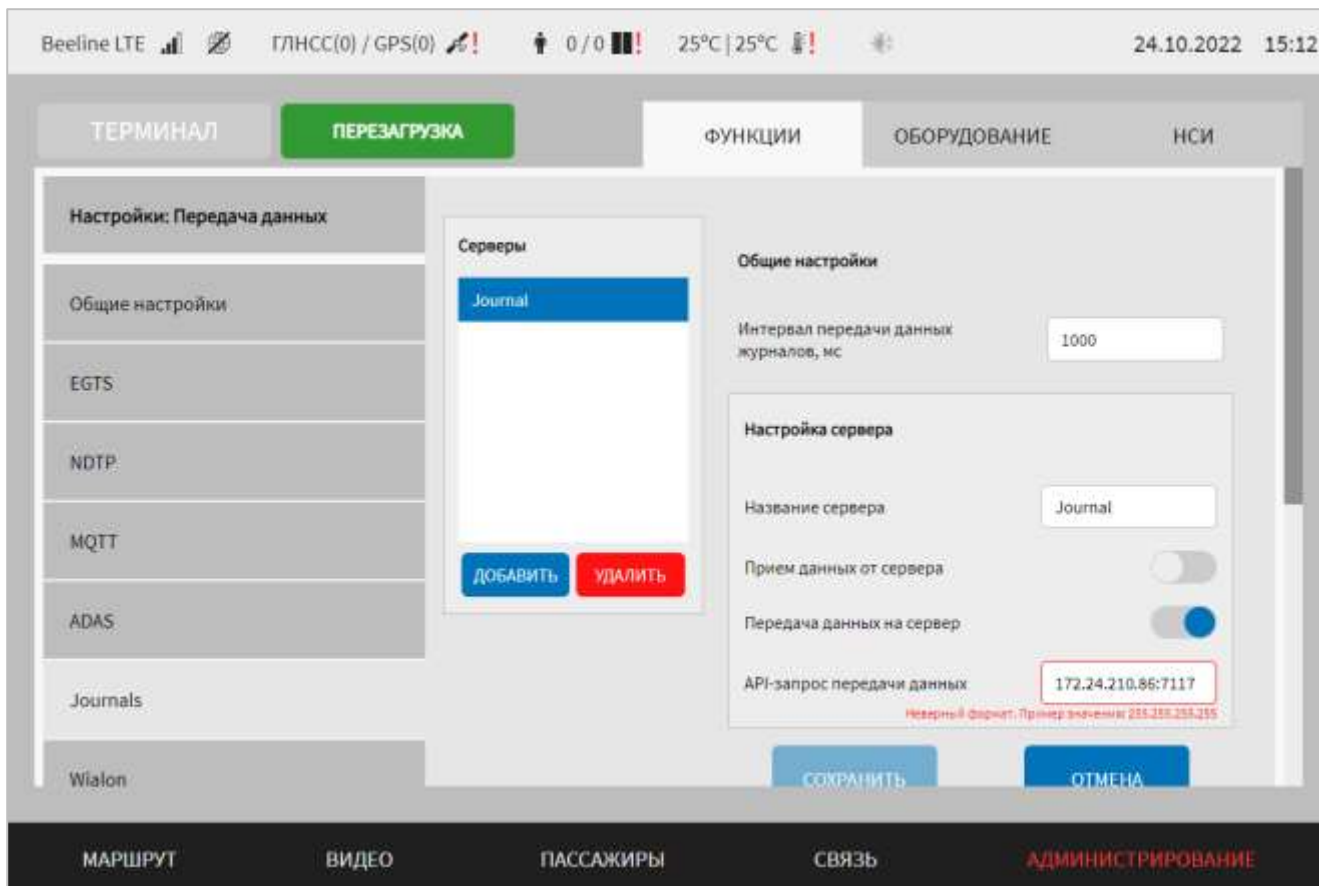 Beeline LTE ГЛНСС(0) / GPS(0) ! 0/0 ! 25°C | 25°C ! 24.10.2022 15:12
ТЕРМИНАЛ ПЕРЕЗАГРУЗКА ФУНКЦИИ ОБОРУДОВАНИЕ НСИ
Настройки: Передача данных
Общие настройки
EGTS
NDTP
MQTT
ADAS
Journals
Wialon
Серверы
Journal
ДОБАВИТЬ УДАЛИТЬ
Общие настройки
Интервал передачи данных
журналов, мс
1000
Настройка сервера
Название сервера Journal
Прием данных от сервера
Передача данных на сервер
API-запрос передачи данных 172.24.210.86:7117
Неверный формат. Пример значения: 255.255.255.255
СОХРАНИТЬ ОТМЕНА
МАРШРУТ ВИДЕО ПАССАЖИРЫ СВЯЗЬ АДМИНИСТРИРОВАНИЕ